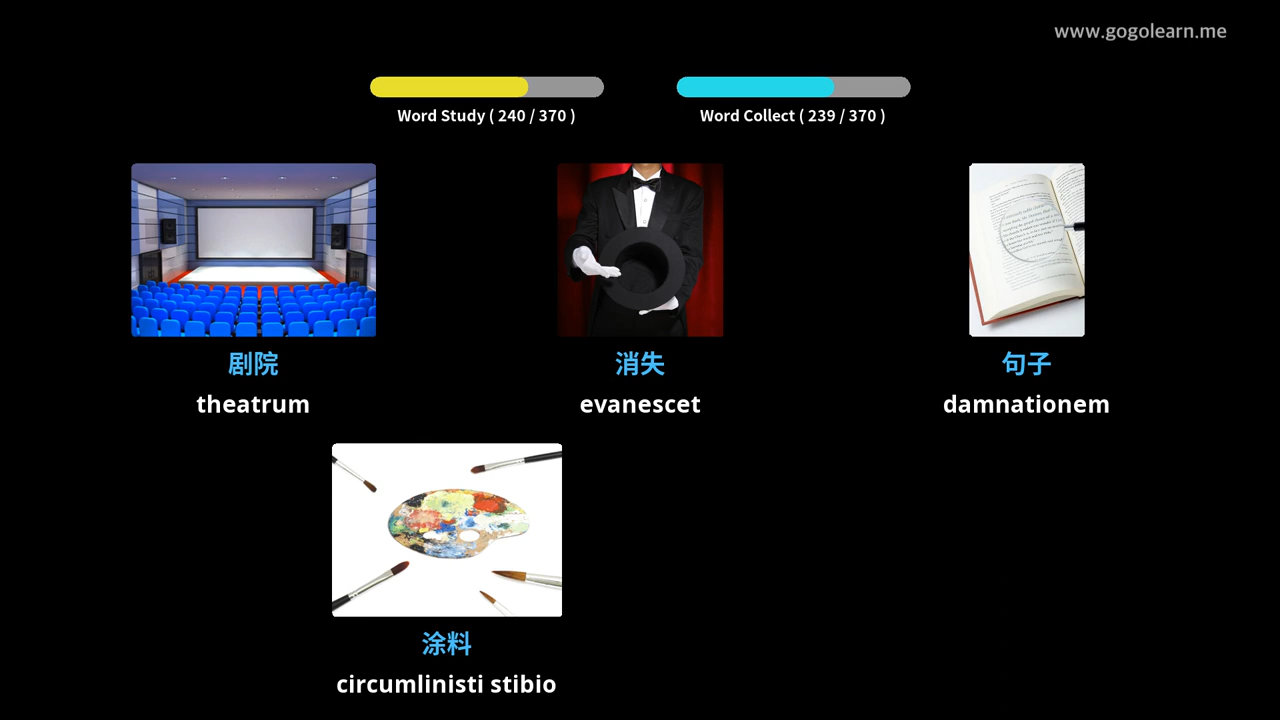 www.gogolearn.me
Word Study ( 240 / 370 )
Word Collect ( 239 / 370 )
剧院
消失
句子
theatrum
evanescet
damnationem
涂料
circumlinisti stibio